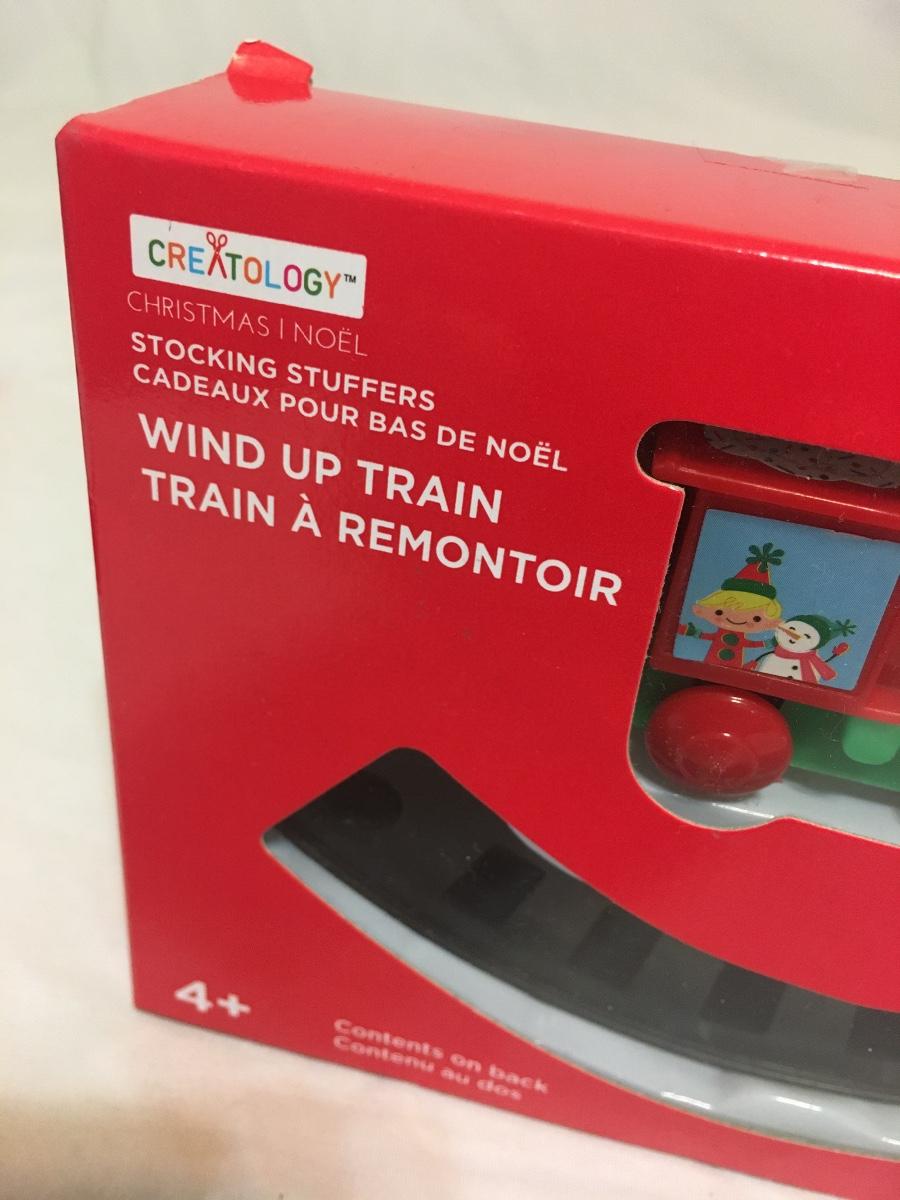 CREATOLOGY™
CHRISTMAS | NOËL
STOCKING STUFFERS
CADEAUX POUR BAS DE NOËL
WIND UP TRAIN
TRAIN À REMONTOIR
4+
Contents on back
Contenu au dos